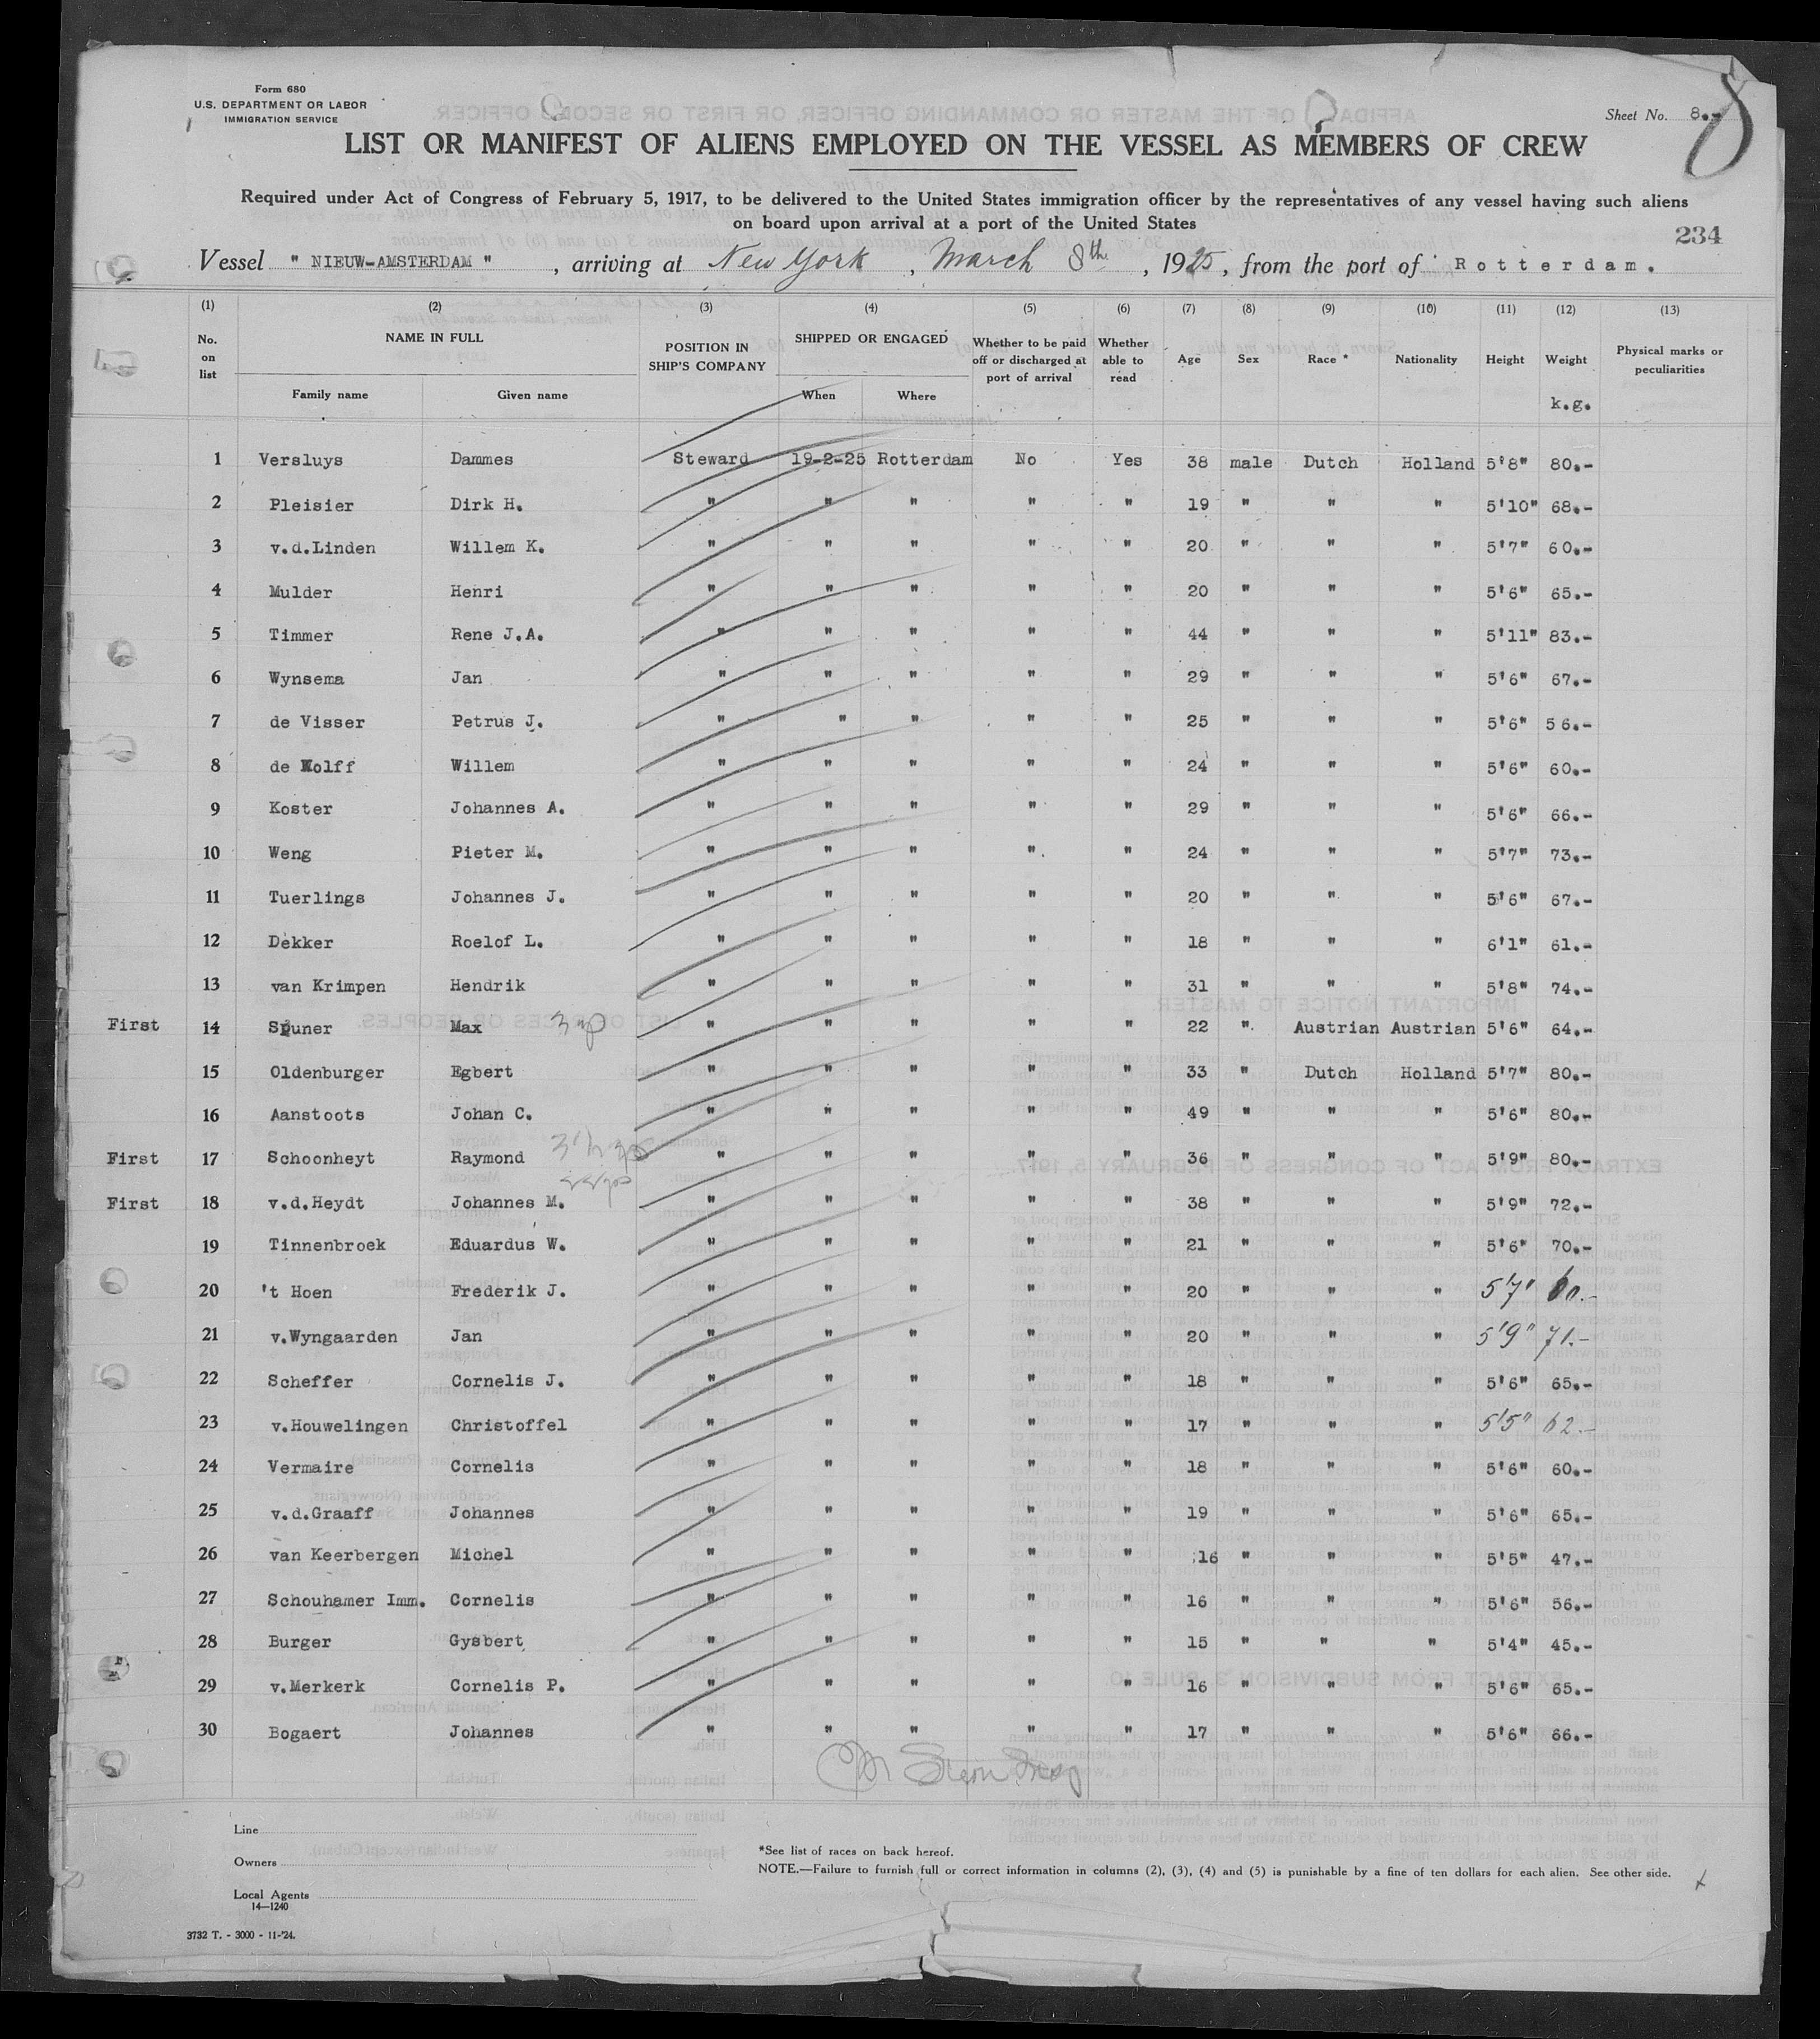 Form 680
U.S. DEPARTMENT OR LABOR
IMMIGRATION SERVICE
Sheet No. 8.-
8
LIST OR MANIFEST OF ALIENS EMPLOYED ON THE VESSEL AS MEMBERS OF CREW
Required under Act of Congress of February 5, 1917, to be delivered to the United States immigration officer by the representatives of any vessel having such aliens
on board upon arrival at a port of the United States
234
Vessel " NIEUW-AMSTERDAM ", arriving at New York, March 8th, 1925, from the port of Rotterdam.
(1) (2) (3) (4) (5) (6) (7) (8) (9) (10) (11) (12) (13)
No. on list NAME IN FULL Family name Given name POSITION IN SHIP'S COMPANY SHIPPED OR ENGAGED When Where Whether to be paid off or discharged at port of arrival Whether able to read Age Sex Race * Nationality Height Weight Physical marks or peculiarities
k.g.
1 Versluys Dammes Steward 19-2-25 Rotterdam No Yes 38 male Dutch Holland 5'8" 80.-
2 Pleisier Dirk H. " " " " " 19 " " " 5'10" 68.-
3 v.d.Linden Willem K. " " " " " 20 " " " 5'7" 60.-
4 Mulder Henri " " " " " 20 " " " 5'6" 65.-
5 Timmer Rene J.A. " " " " " 44 " " " 5'11" 83.-
6 Wynsema Jan " " " " " 29 " " " 5'6" 67.-
7 de Visser Petrus J. " " " " " 25 " " " 5'6" 56.-
8 de Wolff Willem " " " " " 24 " " " 5'6" 60.-
9 Koster Johannes A. " " " " " 29 " " " 5'6" 66.-
10 Weng Pieter M. " " " " " 24 " " " 5'7" 73.-
11 Tuerlings Johannes J. " " " " " 20 " " " 5'6" 67.-
12 Dekker Roelof L. " " " " " 18 " " " 6'1" 61.-
13 van Krimpen Hendrik " " " " " 31 " " " 5'8" 74.-
First 14 Spuner Max " " " " " 22 " Austrian Austrian 5'6" 64.-
15 Oldenburger Egbert " " " " " 33 " Dutch Holland 5'7" 80.-
16 Aanstoots Johan C. " " " " " 49 " " " 5'6" 80.-
First 17 Schoonheyt Raymond " " " " " 36 " " " 5'9" 80.-
First 18 v.d.Heydt Johannes M. " " " " " 38 " " " 5'9" 72.-
19 Tinnenbroek Eduardus W. " " " " " 21 " " " 5'6" 70.-
20 't Hoen Frederik J. " " " " " 20 " " " 5'7" 60.-
21 v.Wyngaarden Jan " " " " " 20 " " " 5'9" 71.-
22 Scheffer Cornelis J. " " " " " 18 " " " 5'6" 65.-
23 v.Houwelingen Christoffel " " " " " 17 " " " 5'5" 62.-
24 Vermaire Cornelis " " " " " 18 " " " 5'6" 60.-
25 v.d.Graaff Johannes " " " " " 19 " " " 5'6" 65.-
26 van Keerbergen Michel " " " " " 16 " " " 5'5" 47.-
27 Schouhamer Imm. Cornelis " " " " " 16 " " " 5'6" 56.-
28 Burger Gysbert " " " " " 15 " " " 5'4" 45.-
29 v.Merkerk Cornelis P. " " " " " 16 " " " 5'6" 65.-
30 Bogaert Johannes " " " " " 17 " " " 5'6" 66.-
Line
Owners
Local Agents
14—1240
*See list of races on back hereof.
NOTE.—Failure to furnish full or correct information in columns (2), (3), (4) and (5) is punishable by a fine of ten dollars for each alien. See other side.
3732 T. - 3000 - 11-'24.